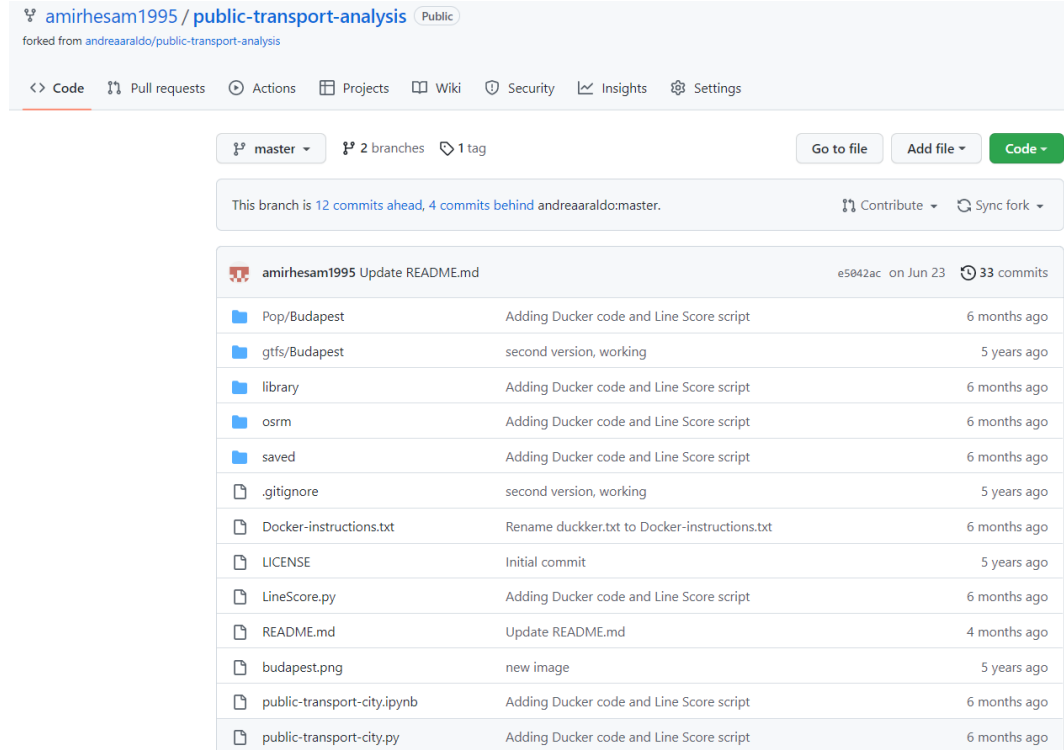 amirhesam1995 / public-transport-analysis Public
forked from andreaaraldo/public-transport-analysis
Code Pull requests Actions Projects Wiki Security Insights Settings
master 2 branches 1 tag Go to file Add file Code
This branch is 12 commits ahead, 4 commits behind andreaaraldo:master. Contribute Sync fork
amirhesam1995 Update README.md e5042ac on Jun 23 33 commits
Pop/Budapest Adding Ducker code and Line Score script 6 months ago
gtfs/Budapest second version, working 5 years ago
library Adding Ducker code and Line Score script 6 months ago
osrm Adding Ducker code and Line Score script 6 months ago
saved Adding Ducker code and Line Score script 6 months ago
.gitignore second version, working 5 years ago
Docker-instructions.txt Rename duckker.txt to Docker-instructions.txt 6 months ago
LICENSE Initial commit 5 years ago
LineScore.py Adding Ducker code and Line Score script 6 months ago
README.md Update README.md 4 months ago
budapest.png new image 5 years ago
public-transport-city.ipynb Adding Ducker code and Line Score script 6 months ago
public-transport-city.py Adding Ducker code and Line Score script 6 months ago